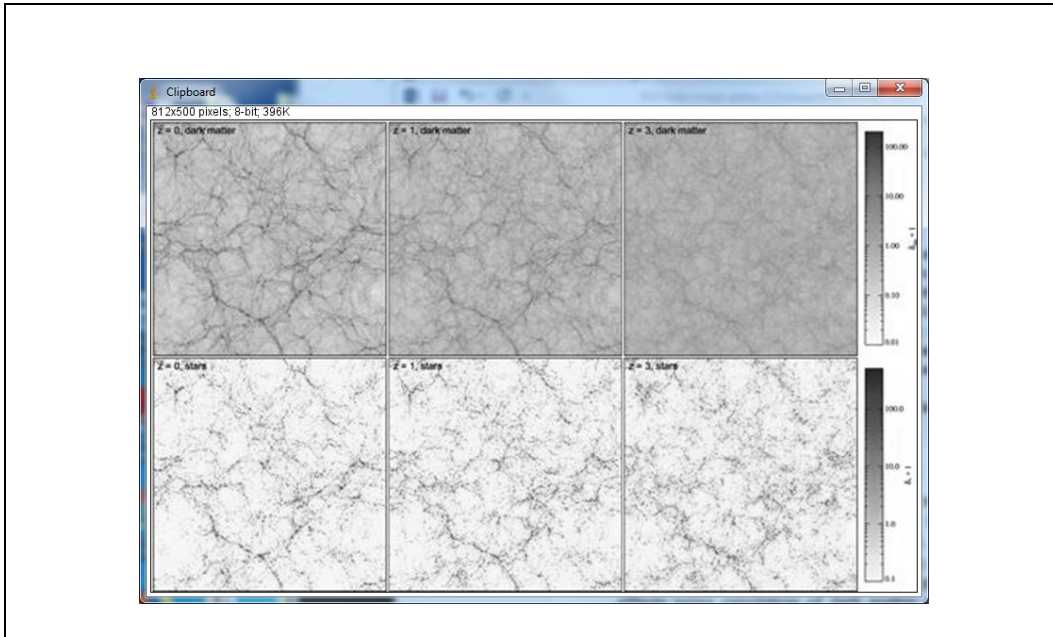 Clipboard
812x500 pixels; 8-bit; 396K
z = 0, dark matter
z = 1, dark matter
z = 3, dark matter
100.00
10.00
1.00
0.10
0.01
z = 0, stars
z = 1, stars
z = 3, stars
100.0
10.0
1.0
0.1